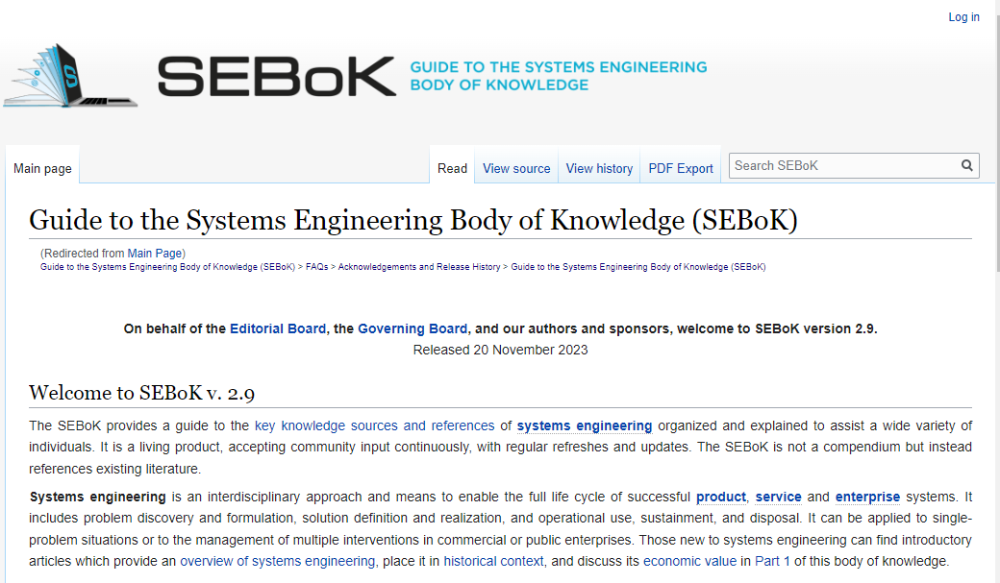 Log in
S
SEBoK
GUIDE TO THE SYSTEMS ENGINEERING
BODY OF KNOWLEDGE
Main page
Read
View source
View history
PDF Export
Search SEBoK
Guide to the Systems Engineering Body of Knowledge (SEBoK)
(Redirected from Main Page)
Guide to the Systems Engineering Body of Knowledge (SEBoK) > FAQs > Acknowledgements and Release History > Guide to the Systems Engineering Body of Knowledge (SEBoK)
On behalf of the Editorial Board, the Governing Board, and our authors and sponsors, welcome to SEBoK version 2.9.
Released 20 November 2023
Welcome to SEBoK v. 2.9
The SEBoK provides a guide to the key knowledge sources and references of systems engineering organized and explained to assist a wide variety of
individuals. It is a living product, accepting community input continuously, with regular refreshes and updates. The SEBoK is not a compendium but instead
references existing literature.
Systems engineering is an interdisciplinary approach and means to enable the full life cycle of successful product, service and enterprise systems. It
includes problem discovery and formulation, solution definition and realization, and operational use, sustainment, and disposal. It can be applied to single-
problem situations or to the management of multiple interventions in commercial or public enterprises. Those new to systems engineering can find introductory
articles which provide an overview of systems engineering, place it in historical context, and discuss its economic value in Part 1 of this body of knowledge.